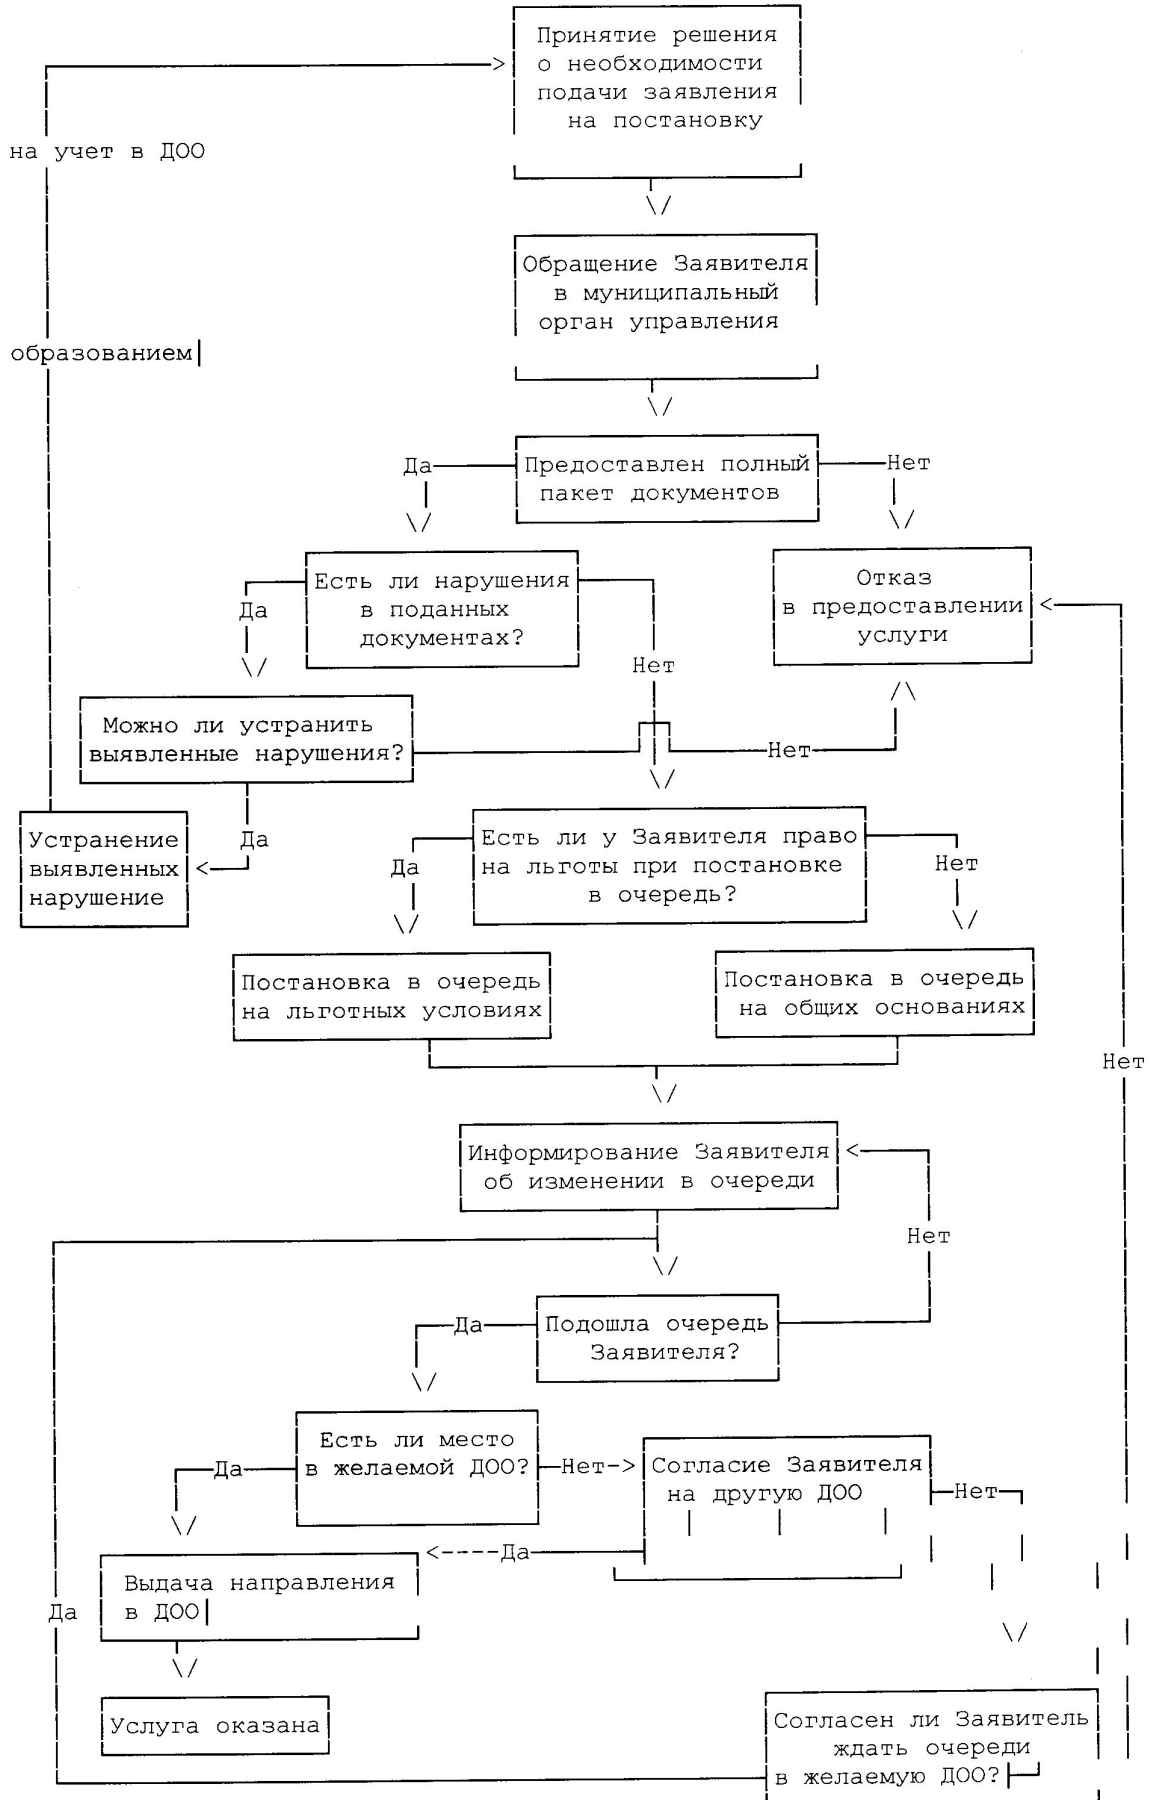 Принятие решения
о необходимости
подачи заявления
на постановку
на учет в ДОО
Обращение Заявителя
в муниципальный
орган управления
образованием
Да
Предоставлен полный
пакет документов
Нет
Есть ли нарушения
в поданных
документах?
Да
Нет
Отказ
в предоставлении
услуги
Можно ли устранить
выявленные нарушения?
Нет
Да
Устранение
выявленных
нарушение
Есть ли у Заявителя право
на льготы при постановке
в очередь?
Да
Нет
Постановка в очередь
на льготных условиях
Постановка в очередь
на общих основаниях
Нет
Информирование Заявителя
об изменении в очереди
Нет
Да
Подошла очередь
Заявителя?
Есть ли место
в желаемой ДОО?
Да
Нет->
Согласие Заявителя
на другую ДОО
Нет
<----Да
Выдача направления
в ДОО
Да
Услуга оказана
Согласен ли Заявитель
ждать очереди
в желаемую ДОО?